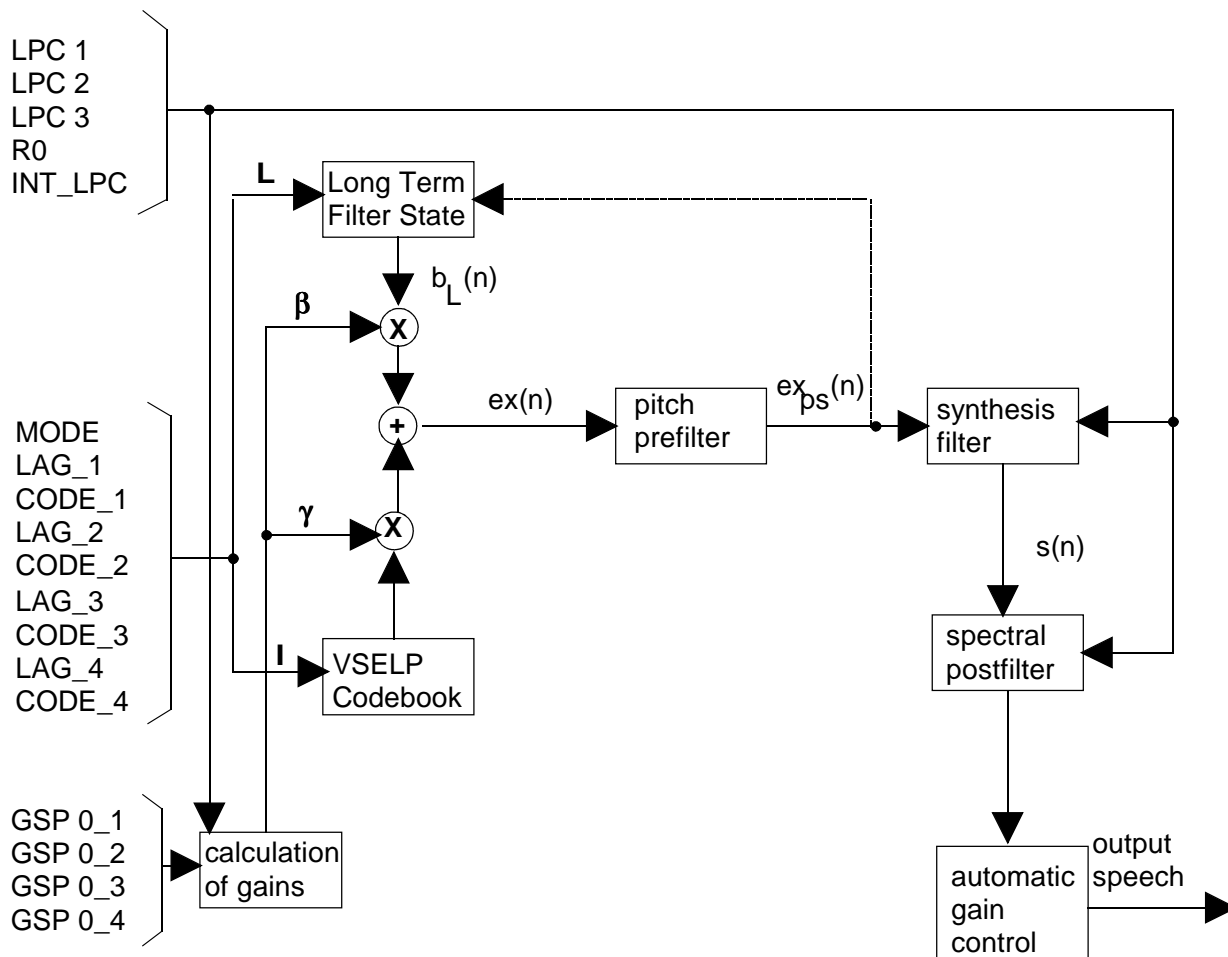 LPC 1
LPC 2
LPC 3
R0
INT_LPC
L
Long Term
Filter State
b_L(n)
β
X
+
ex(n)
pitch
prefilter
ex_ps(n)
synthesis
filter
MODE
LAG_1
CODE_1
LAG_2
CODE_2
LAG_3
CODE_3
LAG_4
CODE_4
γ
X
s(n)
I
VSELP
Codebook
spectral
postfilter
GSP 0_1
GSP 0_2
GSP 0_3
GSP 0_4
calculation
of gains
automatic
gain
control
output
speech